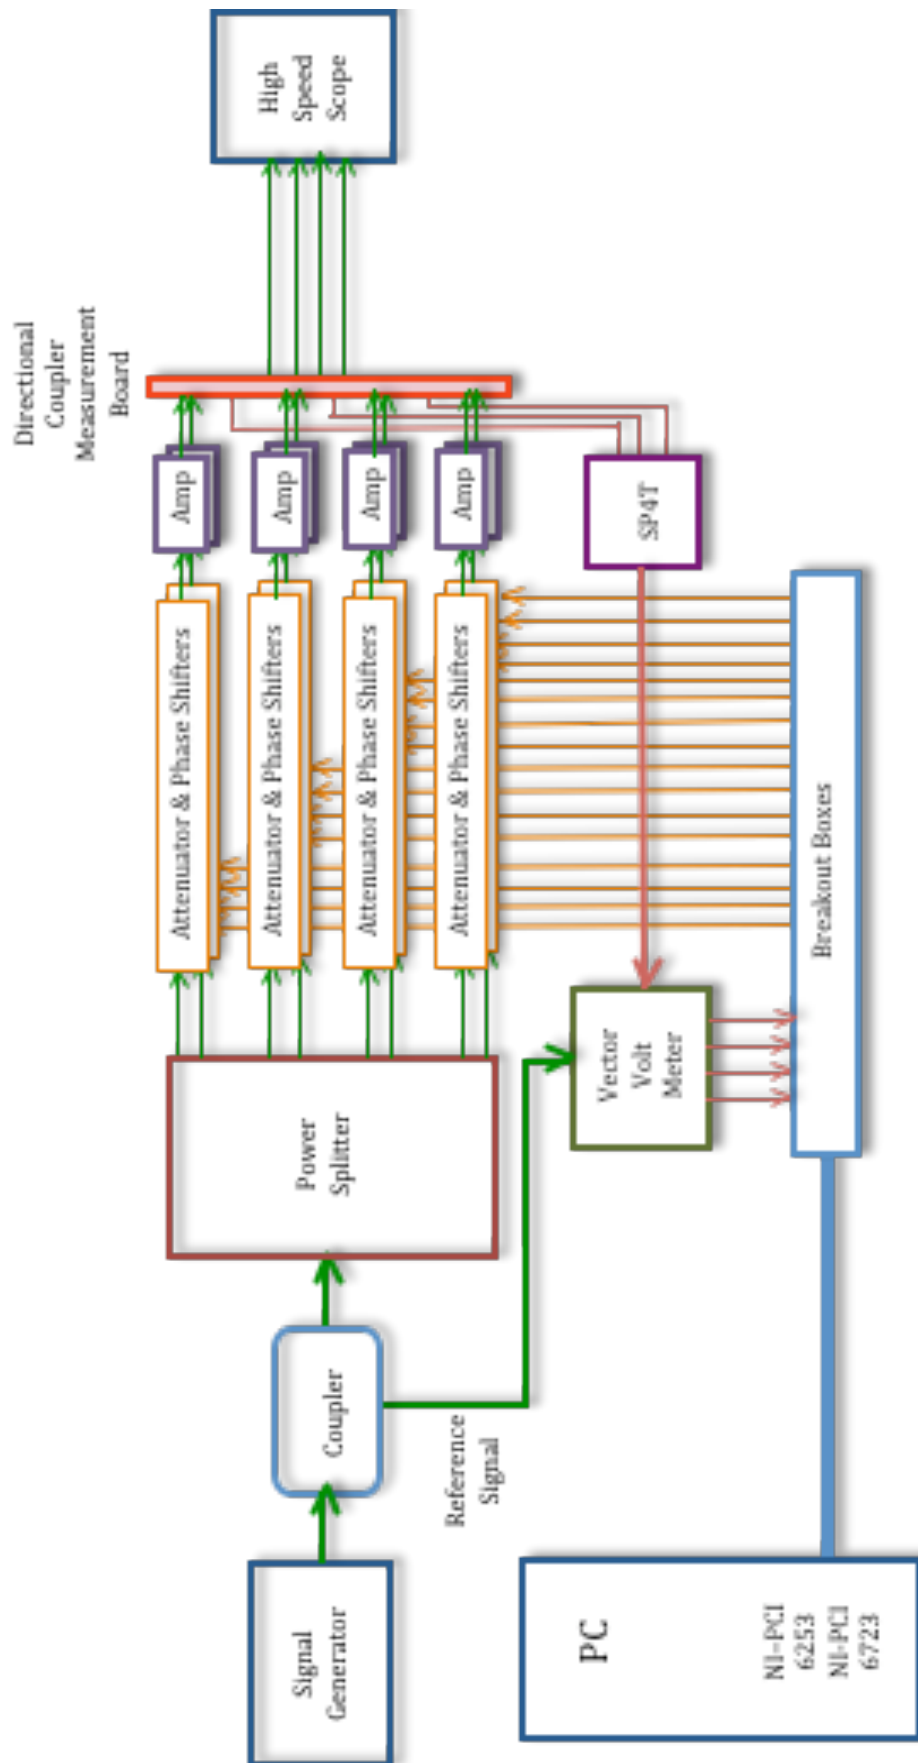 Directional
Coupler
Measurement
Board
Signal
Generator
Coupler
Reference
Signal
Power
Splitter
Attenuator & Phase Shifters
Attenuator & Phase Shifters
Attenuator & Phase Shifters
Attenuator & Phase Shifters
Amp
Amp
Amp
Amp
High
Speed
Scope
SP4T
Vector
Volt
Meter
Breakout Boxes
PC
NI-PCI
6253
NI-PCI
6723